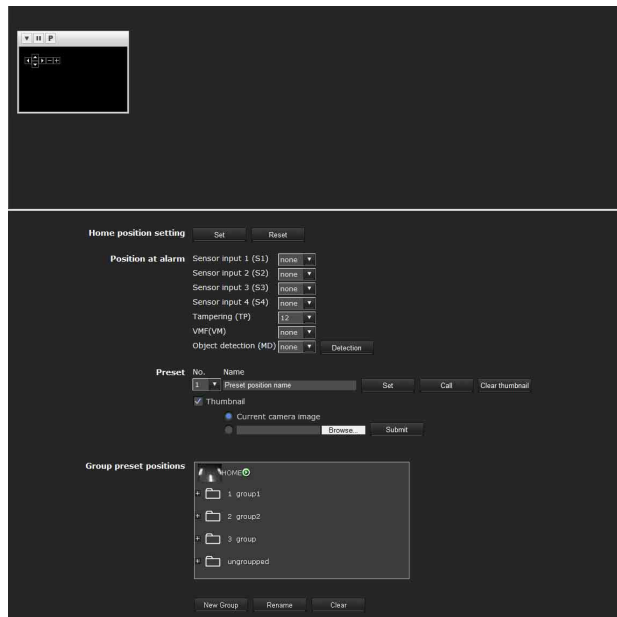 P
Home position setting Set Reset
Position at alarm Sensor input 1 (S1) none
Sensor input 2 (S2) none
Sensor input 3 (S3) none
Sensor input 4 (S4) none
Tampering (TP) 12
VMF(VM) none
Object detection (MD) none Detection
Preset No. Name
1 Preset position name Set Call Clear thumbnail
Thumbnail
Current camera image
Browse... Submit
Group preset positions
HOME
+ 1 group1
+ 2 group2
+ 3 group
+ ungroupped
New Group Rename Clear